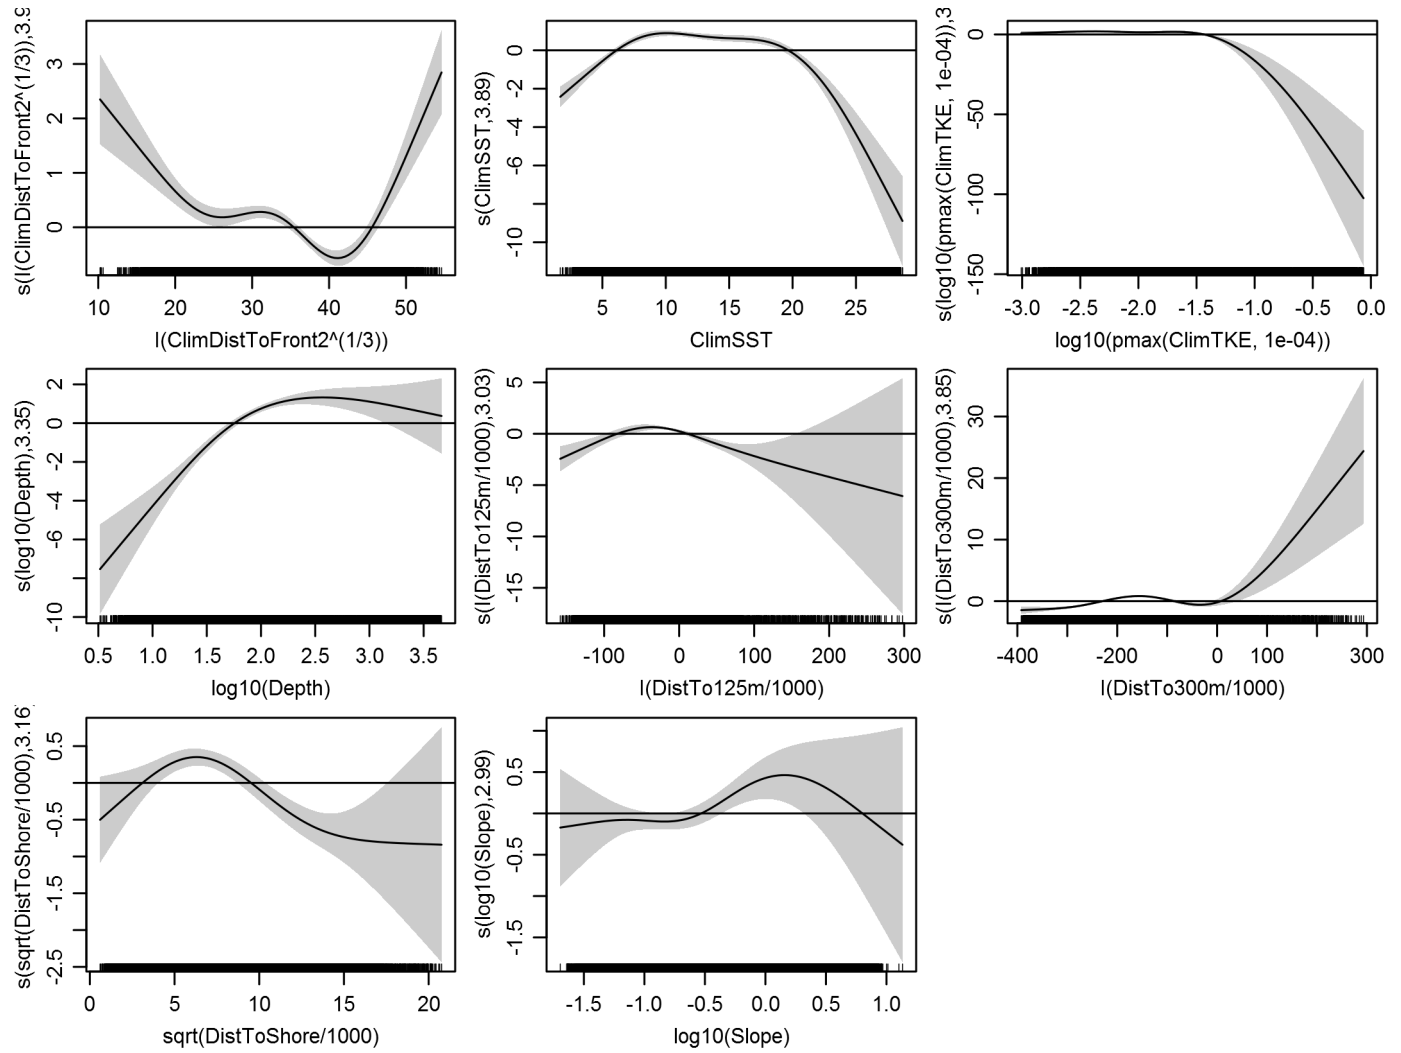 s(I(ClimDistToFront2^(1/3)),3.9
3
2
1
0
10 20 30 40 50
I(ClimDistToFront2^(1/3))
s(ClimSST,3.89)
0
-2
-4
-6
-10
5 10 15 20 25
ClimSST
s(log10(pmax(ClimTKE, 1e-04)),3
0
-50
-100
-150
-3.0 -2.5 -2.0 -1.5 -1.0 -0.5 0.0
log10(pmax(ClimTKE, 1e-04))
s(log10(Depth),3.35)
2
0
-2
-4
-6
-10
0.5 1.0 1.5 2.0 2.5 3.0 3.5
log10(Depth)
s(I(DistTo125m/1000),3.03)
5
0
-5
-10
-15
-100 0 100 200 300
I(DistTo125m/1000)
s(I(DistTo300m/1000),3.85)
30
20
10
0
-400 -200 0 100 300
I(DistTo300m/1000)
s(sqrt(DistToShore/1000),3.16
0.5
-0.5
-1.5
-2.5
0 5 10 15 20
sqrt(DistToShore/1000)
s(log10(Slope),2.99)
0.5
-0.5
-1.5
-1.5 -1.0 -0.5 0.0 0.5 1.0
log10(Slope)